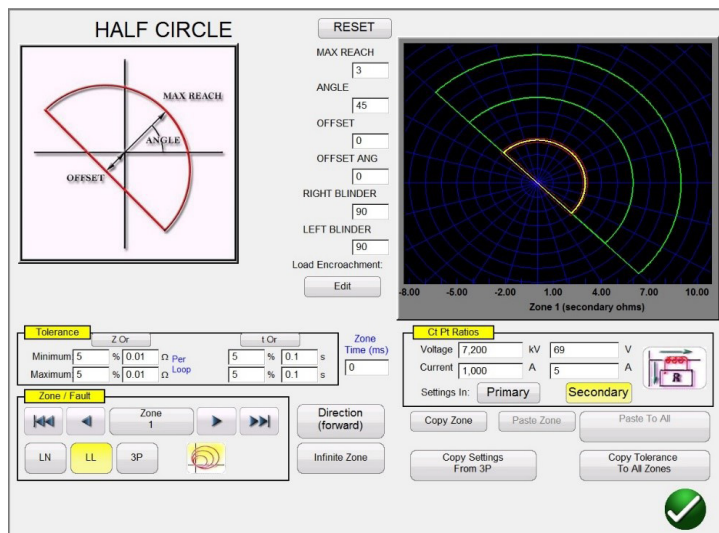 HALF CIRCLE
RESET
MAX REACH
3
ANGLE
45
OFFSET
0
OFFSET ANG
0
RIGHT BLINDER
90
LEFT BLINDER
90
Load Encroachment:
Edit
MAX REACH
ANGLE
OFFSET
-8.00 -5.00 -2.00 1.00 4.00 7.00 10.00
Zone 1 (secondary ohms)
Tolerance
Z Or t Or
Minimum 5 % 0.01 Ω Per Loop 5 % 0.1 s
Maximum 5 % 0.01 Ω 5 % 0.1 s
Zone
Time (ms)
0
Ct Pt Ratios
Voltage 7,200 kV 69 V
Current 1,000 A 5 A
Settings In: Primary Secondary
R
Zone / Fault
Zone
1
LN LL 3P
Direction
(forward)
Infinite Zone
Copy Zone Paste Zone Paste To All
Copy Settings
From 3P
Copy Tolerance
To All Zones